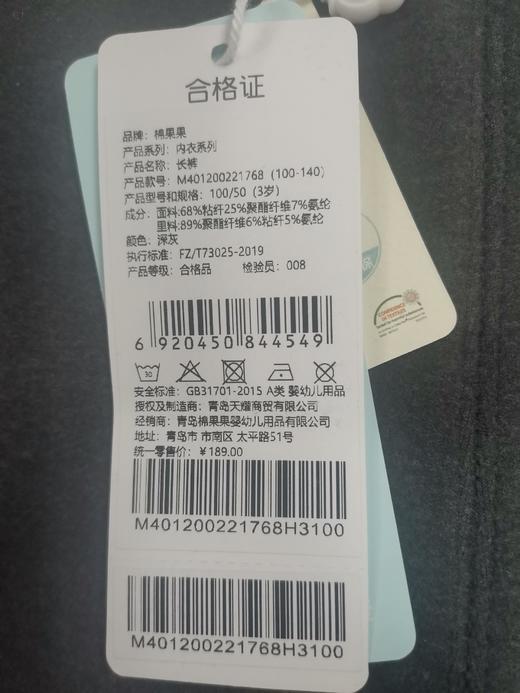 合格证
品牌: 棉果果
产品系列: 内衣系列
产品名称: 长裤
产品款号: M401200221768 (100-140)
产品型号和规格: 100/50 (3岁)
成分: 面料:68%粘纤25%聚酯纤维7%氨纶
里料:89%聚酯纤维6%粘纤5%氨纶
颜色: 深灰
执行标准: FZ/T73025-2019
产品等级: 合格品 检验员: 008
6 920450 844549
30
安全标准: GB31701-2015 A类 婴幼儿用品
授权及制造商: 青岛天熠商贸有限公司
经销商: 青岛棉果果婴幼儿用品有限公司
地址: 青岛市 市南区 太平路51号
统一零售价: ¥189.00
M401200221768H3100
M401200221768H3100
CONFIDENCE
IN TEXTILES